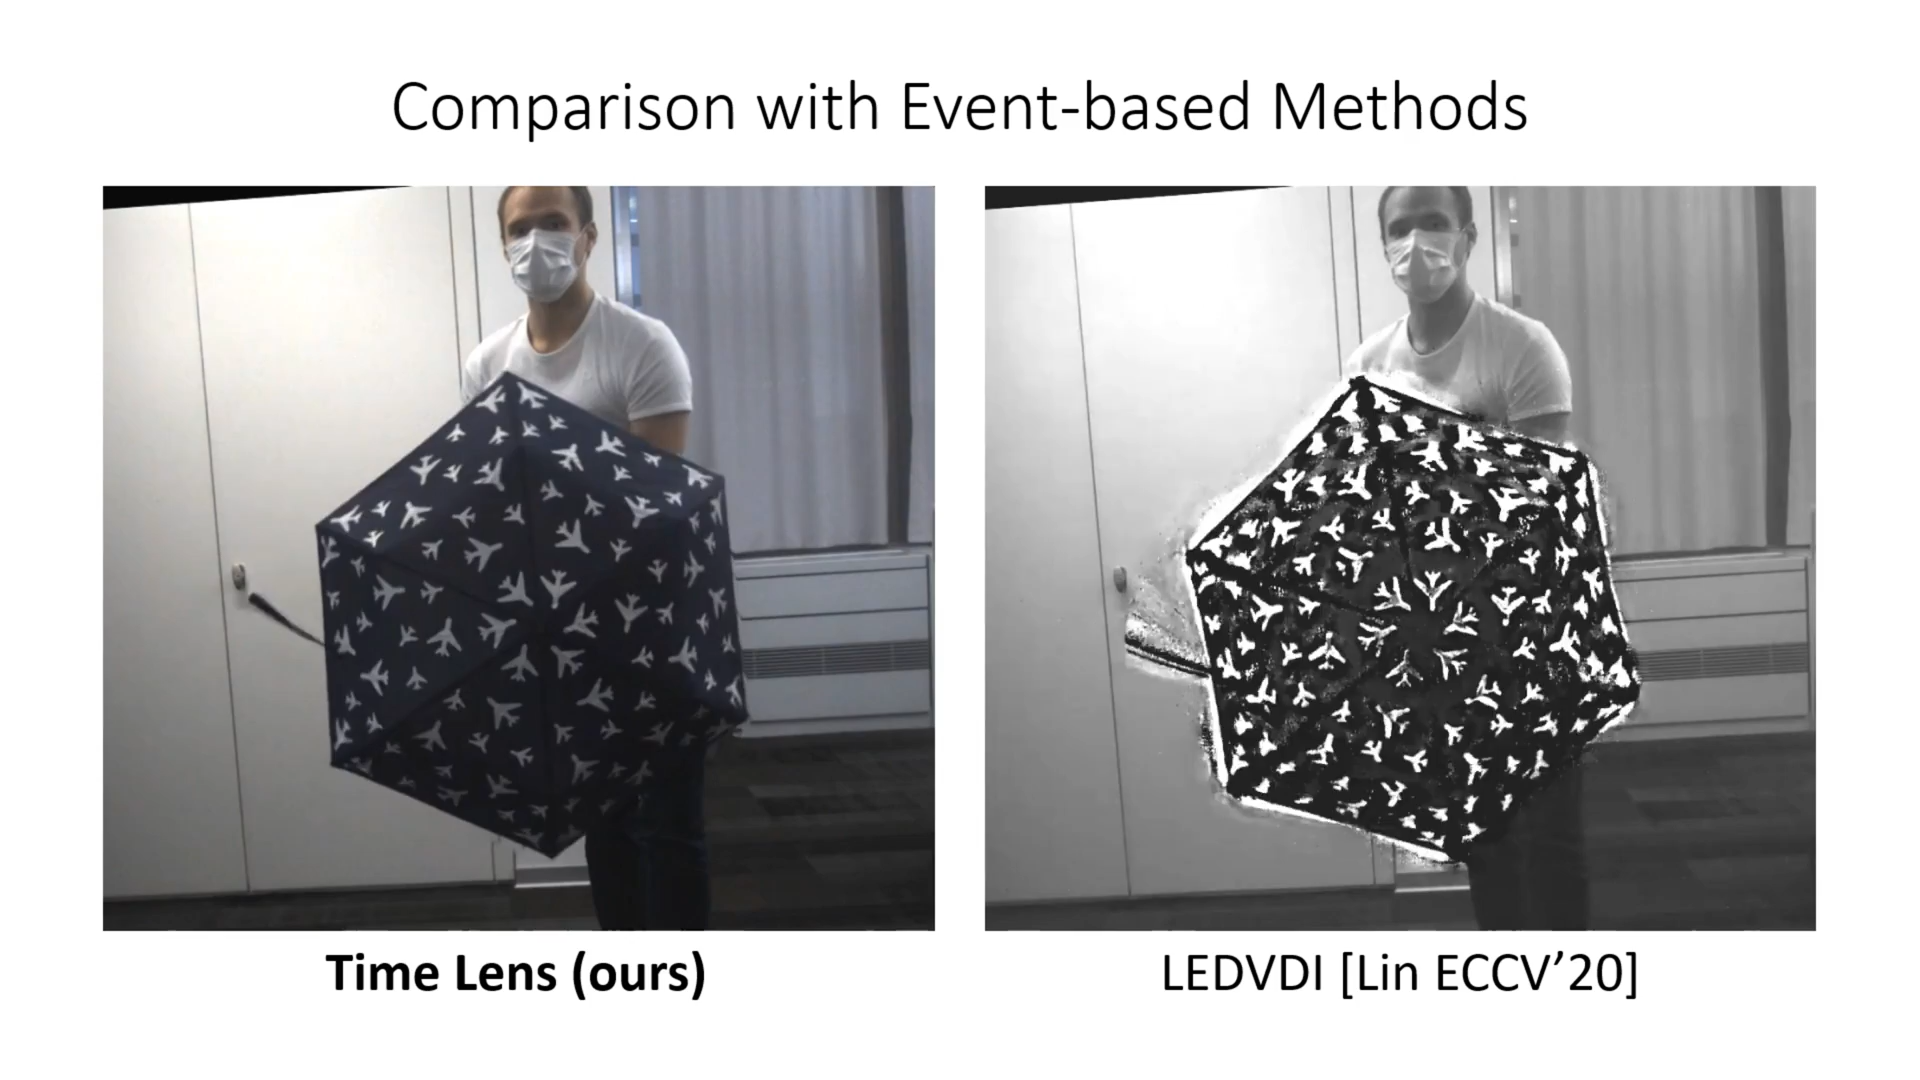 Comparison with Event-based Methods
Time Lens (ours)
LEDVDI [Lin ECCV’20]